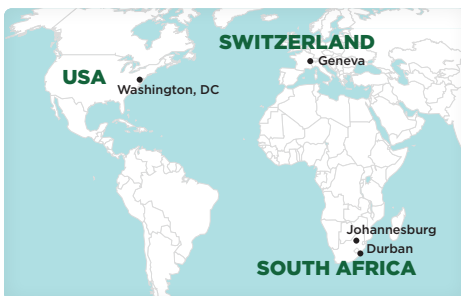 SWITZERLAND
Geneva
USA
Washington, DC
Johannesburg
Durban
SOUTH AFRICA